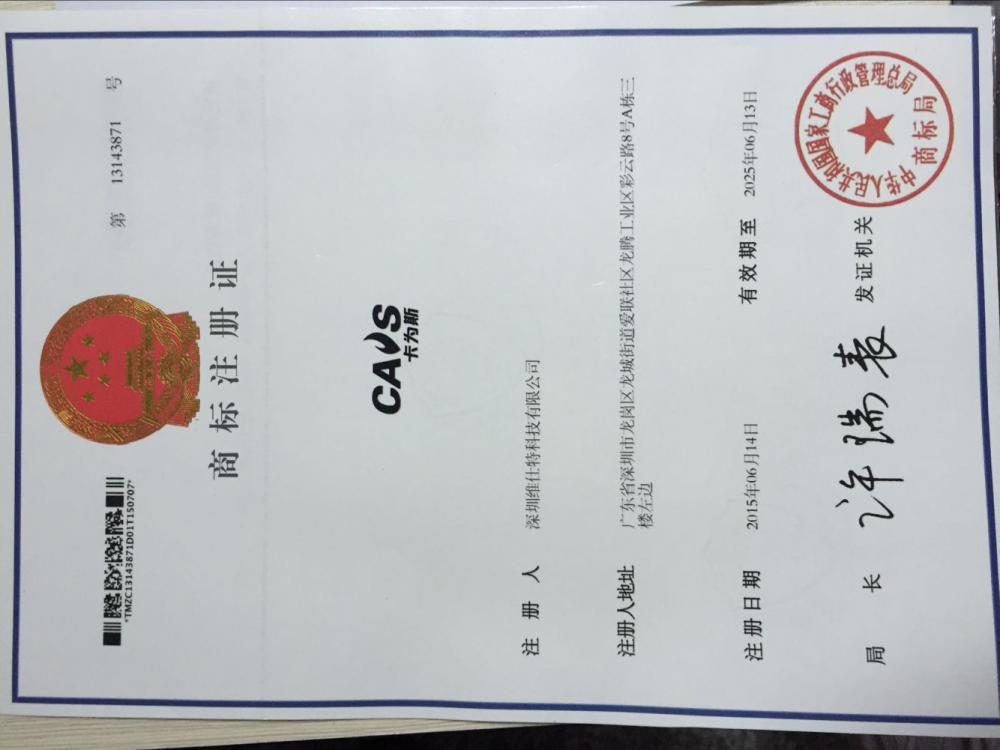 *TMZC13143871D01T150707*
第 13143871 号
商标注册证
CAVS
卡为斯
注册人 深圳维仕特科技有限公司
注册人地址 广东省深圳市龙岗区龙城街道爱联社区龙腾工业区彩云路8号A栋三
楼左边
注册日期 2015年06月14日 有效期至 2025年06月13日
局长 许瑞表 发证机关
中华人民共和国国家工商行政管理总局
商标局